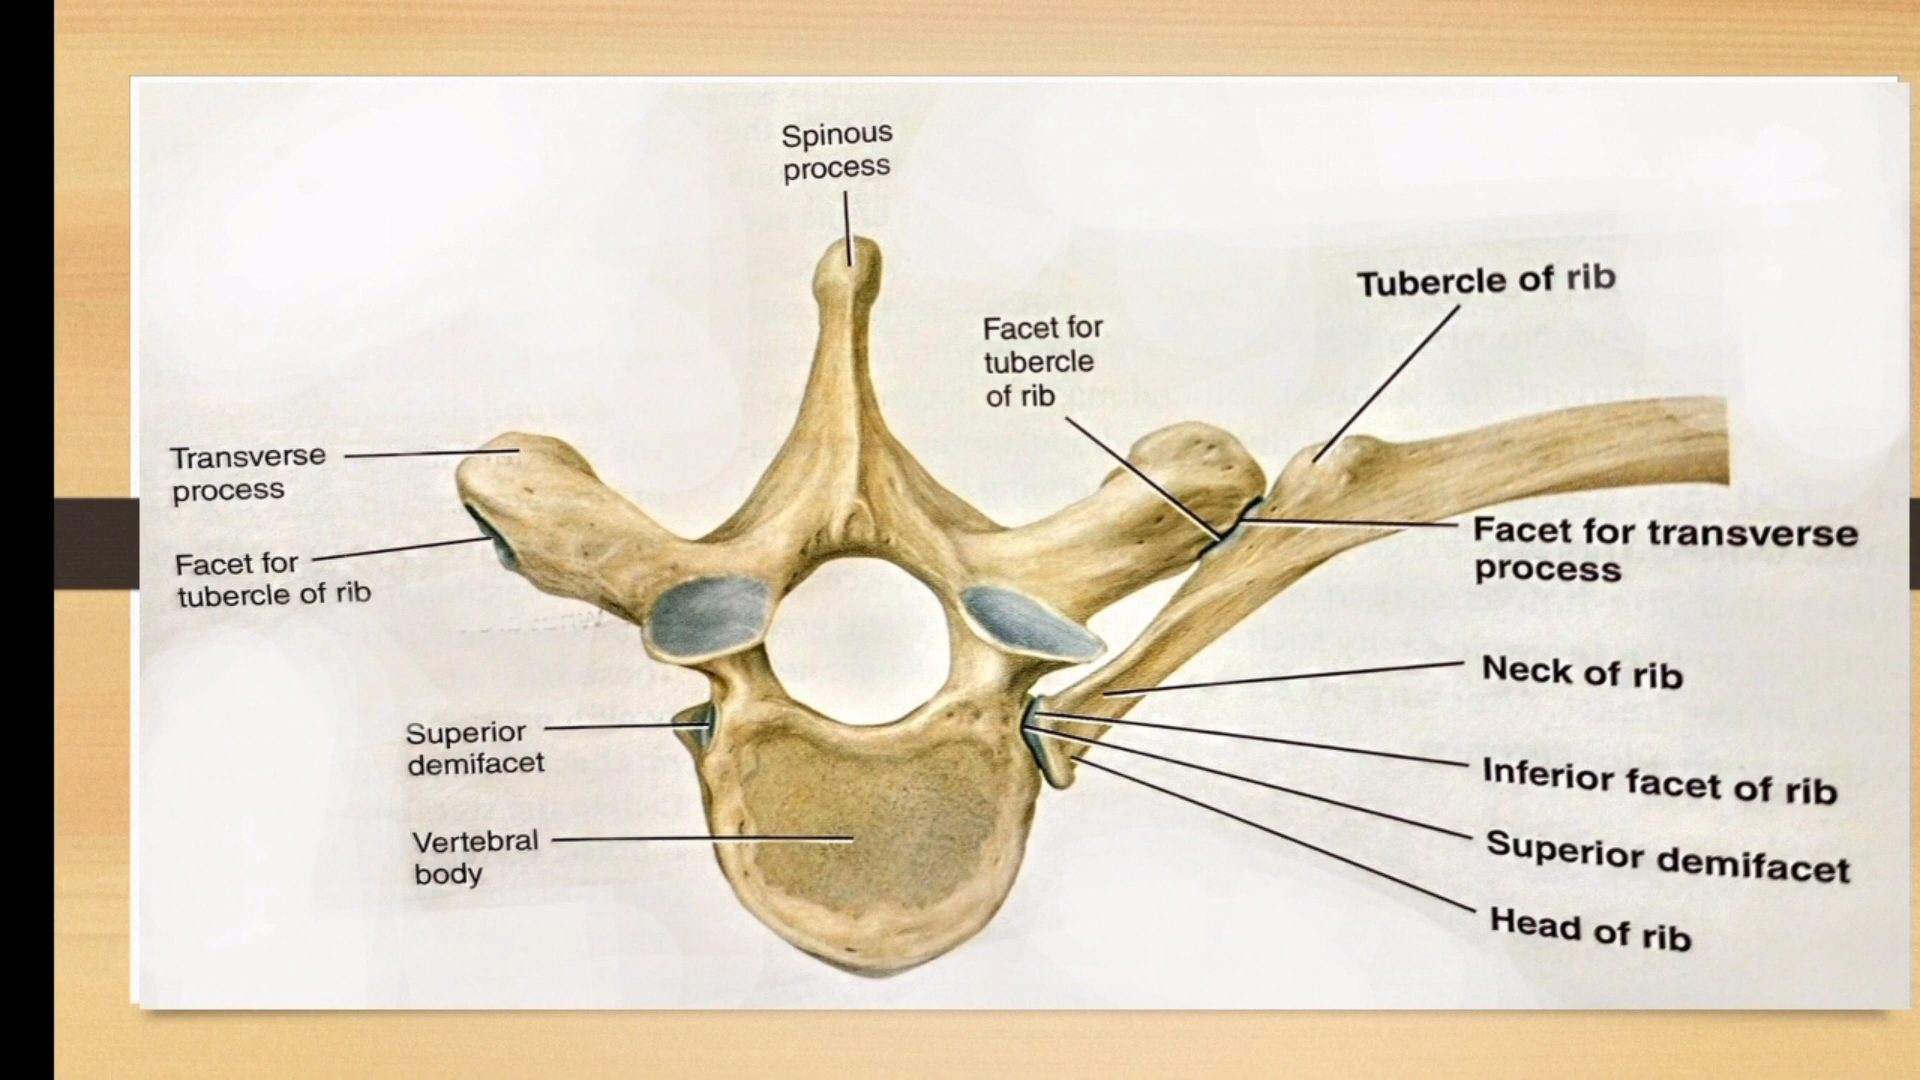 Spinous
process
Tubercle of rib
Facet for
tubercle
of rib
Transverse
process
Facet for
tubercle of rib
Facet for transverse
process
Neck of rib
Superior
demifacet
Inferior facet of rib
Vertebral
body
Superior demifacet
Head of rib